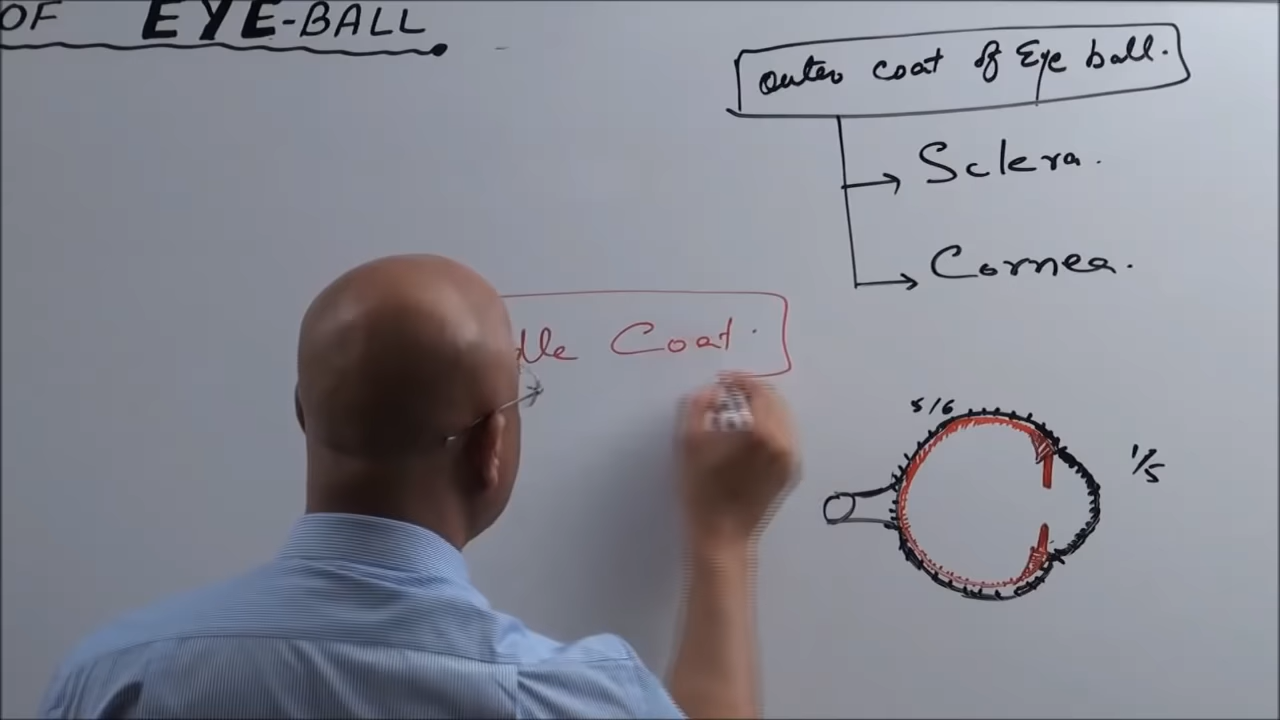 OF EYE-BALL
outer coat of Eye ball.
Sclera.
Cornea.
dle Coat.
5/6
1/5